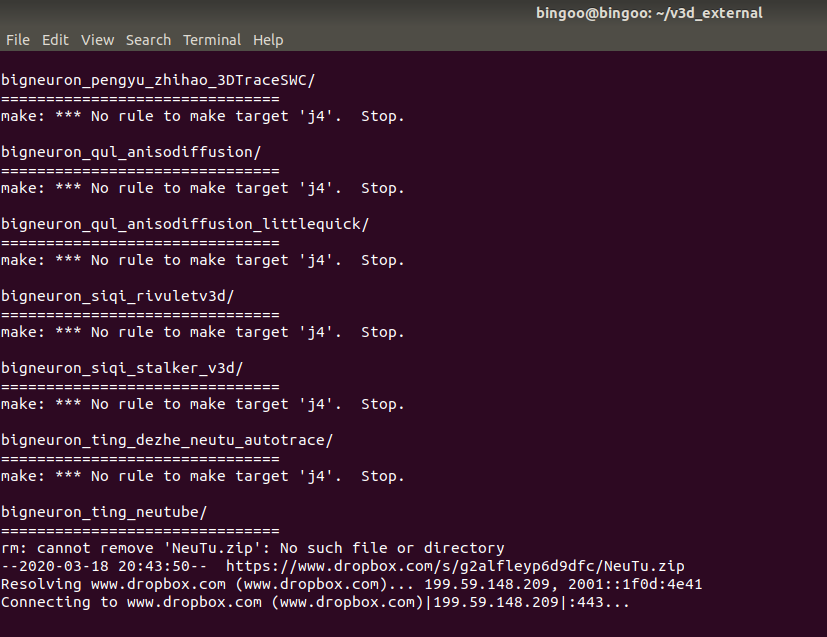 bingoo@bingoo: ~/v3d_external
File Edit View Search Terminal Help
bigneuron_pengyu_zhihao_3DTraceSWC/
===============================
make: *** No rule to make target 'j4'.  Stop.
bigneuron_qul_anisodiffusion/
===============================
make: *** No rule to make target 'j4'.  Stop.
bigneuron_qul_anisodiffusion_littlequick/
===============================
make: *** No rule to make target 'j4'.  Stop.
bigneuron_siqi_rivuletv3d/
===============================
make: *** No rule to make target 'j4'.  Stop.
bigneuron_siqi_stalker_v3d/
===============================
make: *** No rule to make target 'j4'.  Stop.
bigneuron_ting_dezhe_neutu_autotrace/
===============================
make: *** No rule to make target 'j4'.  Stop.
bigneuron_ting_neutube/
===============================
rm: cannot remove 'NeuTu.zip': No such file or directory
--2020-03-18 20:43:50--  https://www.dropbox.com/s/g2alfleyp6d9dfc/NeuTu.zip
Resolving www.dropbox.com (www.dropbox.com)... 199.59.148.209, 2001::1f0d:4e41
Connecting to www.dropbox.com (www.dropbox.com)|199.59.148.209|:443...